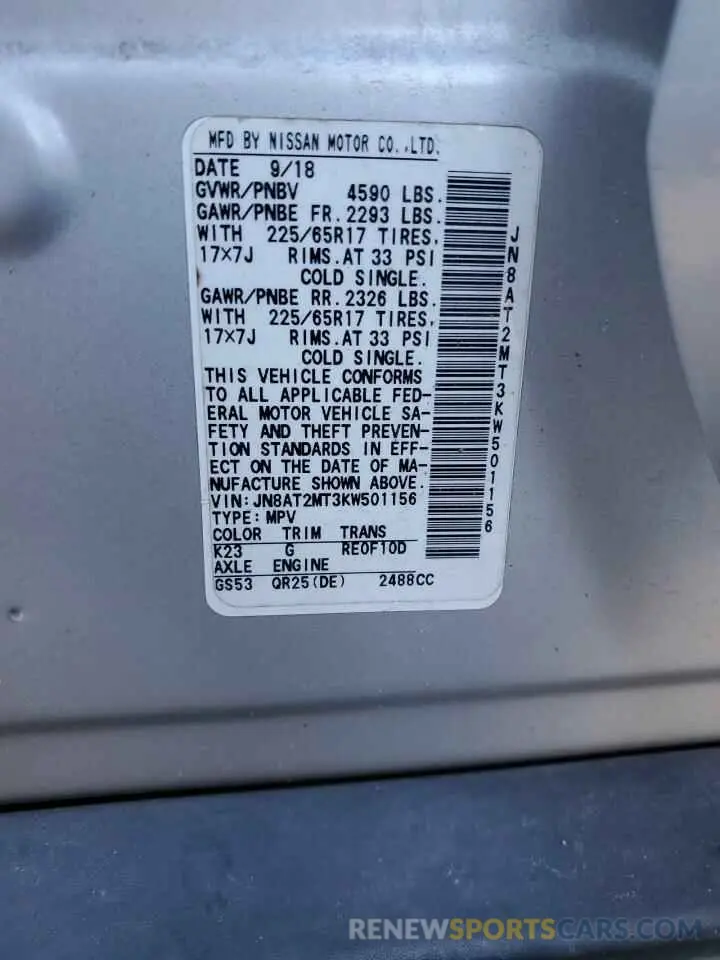 MFD BY NISSAN MOTOR CO.,LTD.
DATE 9/18
GVWR/PNBV 4590 LBS.
GAWR/PNBE FR. 2293 LBS.
WITH 225/65R17 TIRES,
17×7J RIMS.AT 33 PSI
COLD SINGLE.
GAWR/PNBE RR. 2326 LBS.
WITH 225/65R17 TIRES,
17×7J RIMS.AT 33 PSI
COLD SINGLE.
THIS VEHICLE CONFORMS
TO ALL APPLICABLE FED-
ERAL MOTOR VEHICLE SA-
FETY AND THEFT PREVEN-
TION STANDARDS IN EFF-
ECT ON THE DATE OF MA-
NUFACTURE SHOWN ABOVE.
VIN:JN8AT2MT3KW501156
TYPE:MPV
COLOR TRIM TRANS
K23 G RE0F10D
AXLE ENGINE
GS53 QR25(DE) 2488CC
JN8AT2MT3KW501156
RENEWSPORTSCARS.COM